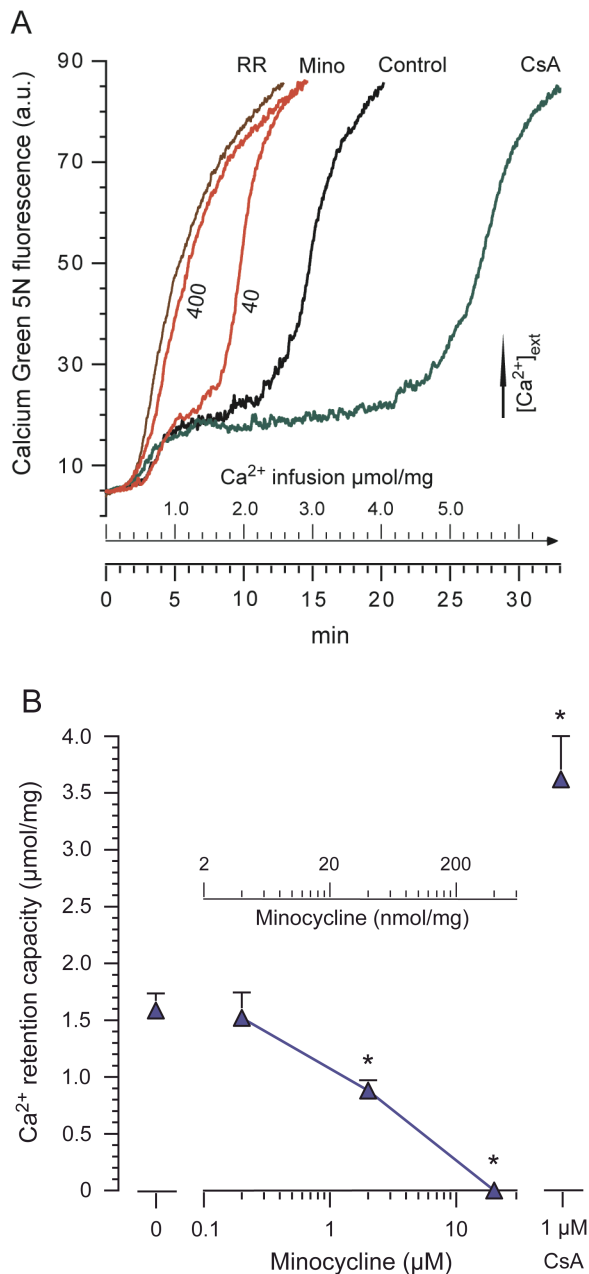 A
90
RR Mino Control CsA
70
50
30
10
Calcium Green 5N fluorescence (a.u.)
400
40
[Ca²⁺]ext
Ca²⁺ infusion μmol/mg
1.0 2.0 3.0 4.0 5.0
0 5 10 15 20 25 30
min
B
4.0
3.5
3.0
2.5
2.0
1.5
1.0
0.5
0
Ca²⁺ retention capacity (μmol/mg)
*
2 20 200
Minocycline (nmol/mg)
*
*
0 0.1 1 10 1 μM
Minocycline (μM) CsA